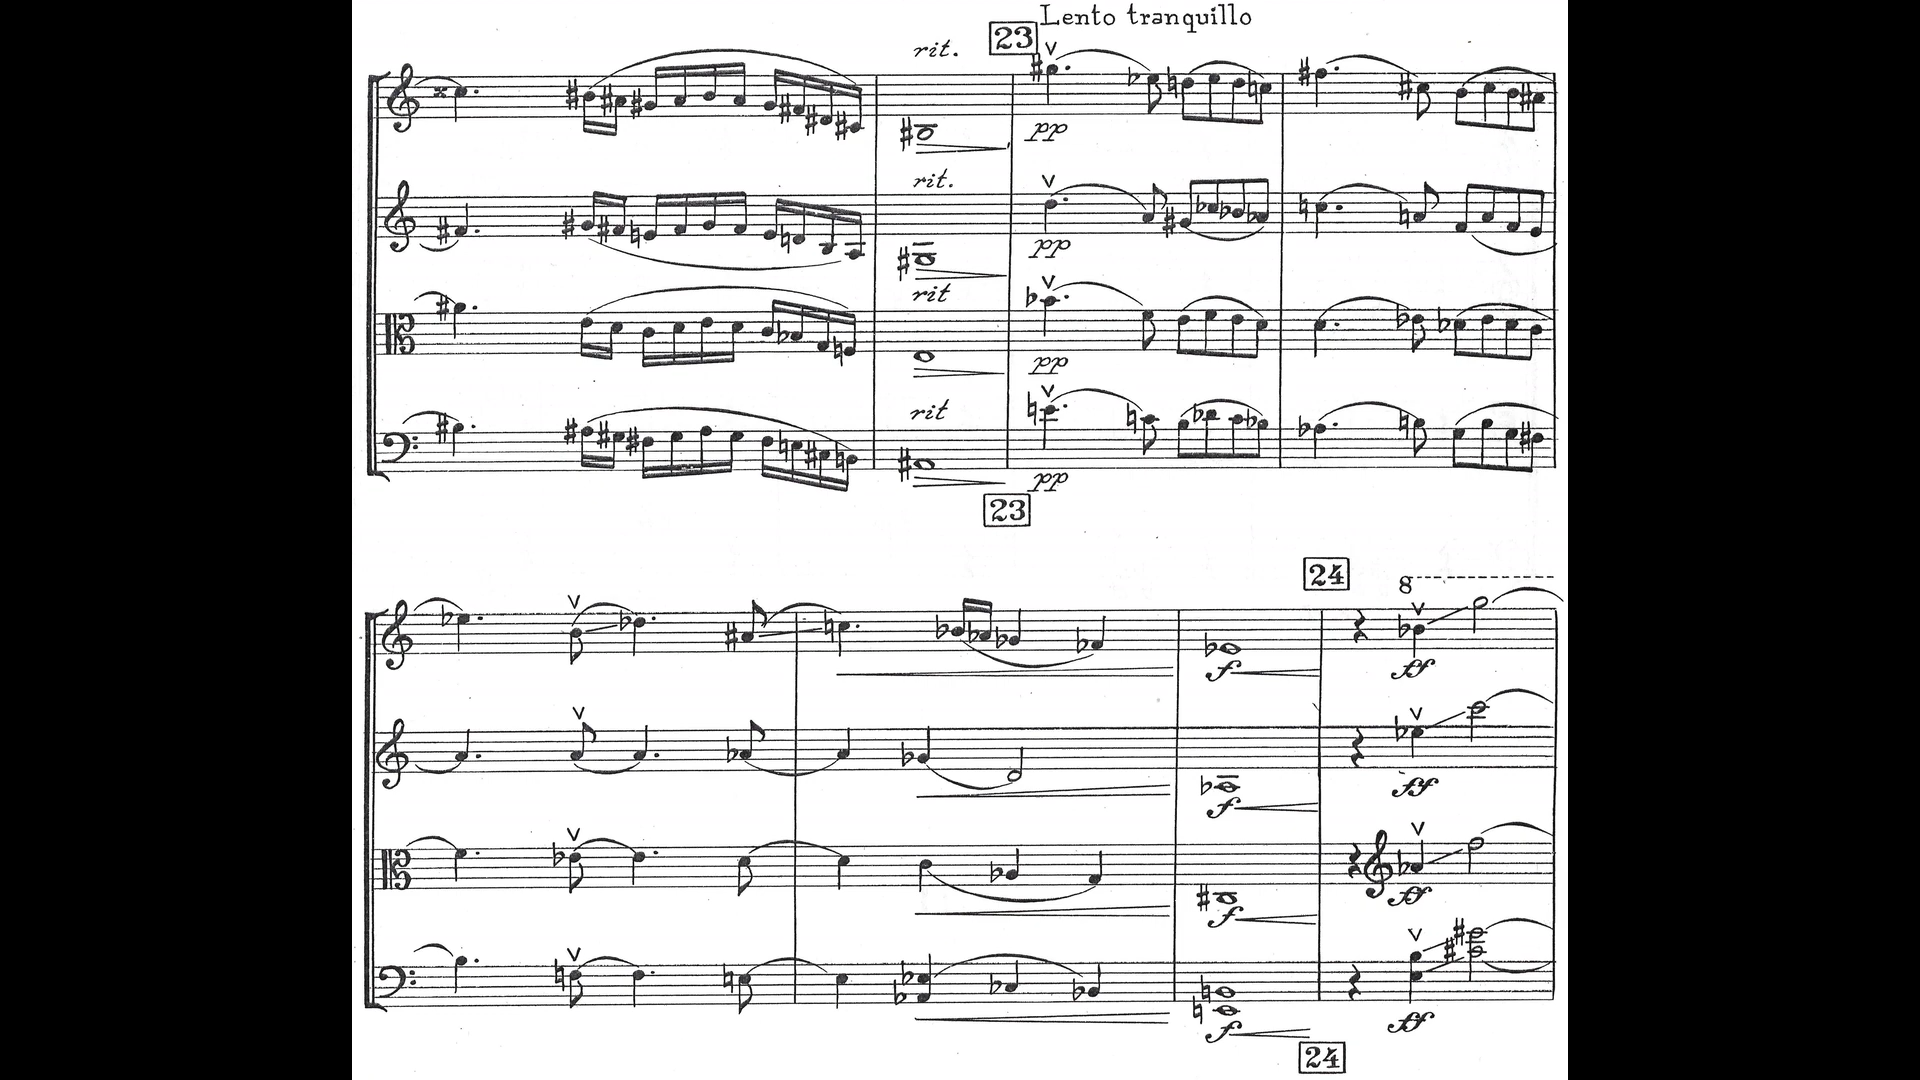 Lento tranquillo
rit. 23
pp
rit.
pp
rit
pp
rit
pp
23
24
8
f ff
f ff
f ff
f ff
24